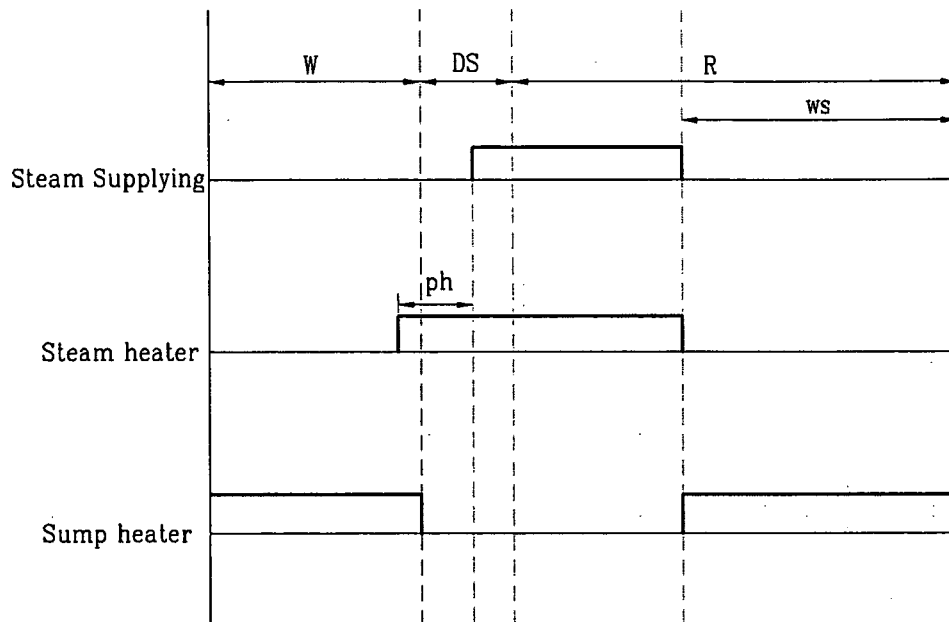 W DS R
ws
Steam Supplying
ph
Steam heater
Sump heater